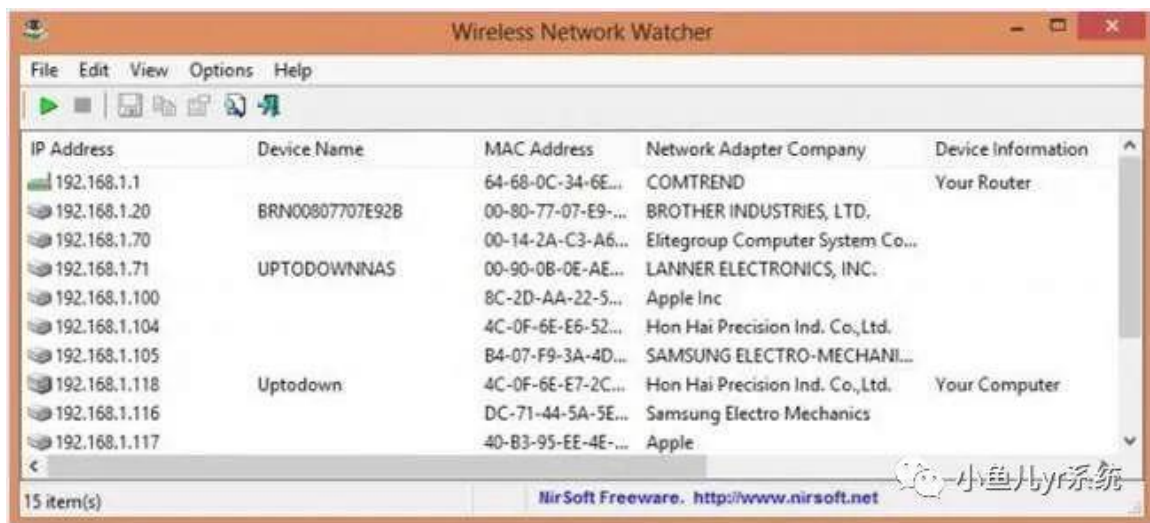 Wireless Network Watcher
File Edit View Options Help
IP Address Device Name MAC Address Network Adapter Company Device Information
192.168.1.1 64-68-0C-34-6E... COMTREND Your Router
192.168.1.20 BRN00807707E92B 00-80-77-07-E9-... BROTHER INDUSTRIES, LTD.
192.168.1.70 00-14-2A-C3-A6... Elitegroup Computer System Co...
192.168.1.71 UPTODOWNNAS 00-90-0B-0E-AE... LANNER ELECTRONICS, INC.
192.168.1.100 8C-2D-AA-22-5... Apple Inc
192.168.1.104 4C-0F-6E-E6-52... Hon Hai Precision Ind. Co.,Ltd.
192.168.1.105 B4-07-F9-3A-4D... SAMSUNG ELECTRO-MECHANI...
192.168.1.118 Uptodown 4C-0F-6E-E7-2C... Hon Hai Precision Ind. Co.,Ltd. Your Computer
192.168.1.116 DC-71-44-5A-5E... Samsung Electro Mechanics
192.168.1.117 40-B3-95-EE-4E-... Apple
15 item(s) NirSoft Freeware. http://www.nirsoft.net
小鱼儿yr系统